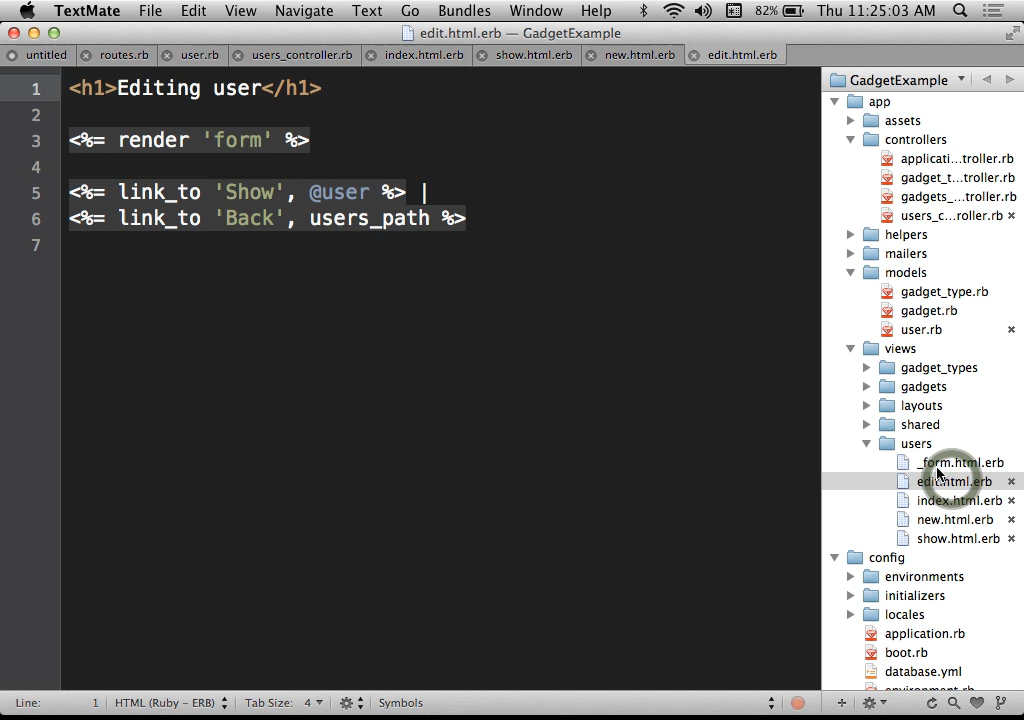 TextMate File Edit View Navigate Text Go Bundles Window Help 82% Thu 11:25:03 AM
edit.html.erb — GadgetExample
untitled routes.rb user.rb users_controller.rb index.html.erb show.html.erb new.html.erb edit.html.erb
1 <h1>Editing user</h1>
2
3 <%= render 'form' %>
4
5 <%= link_to 'Show', @user %> |
6 <%= link_to 'Back', users_path %>
7
GadgetExample
app
assets
controllers
applicati...troller.rb
gadget_t...troller.rb
gadgets_...troller.rb
users_c...roller.rb
helpers
mailers
models
gadget_type.rb
gadget.rb
user.rb
views
gadget_types
gadgets
layouts
shared
users
_form.html.erb
edit.html.erb
index.html.erb
new.html.erb
show.html.erb
config
environments
initializers
locales
application.rb
boot.rb
database.yml
environment.rb
Line: 1 HTML (Ruby – ERB) Tab Size: 4 Symbols